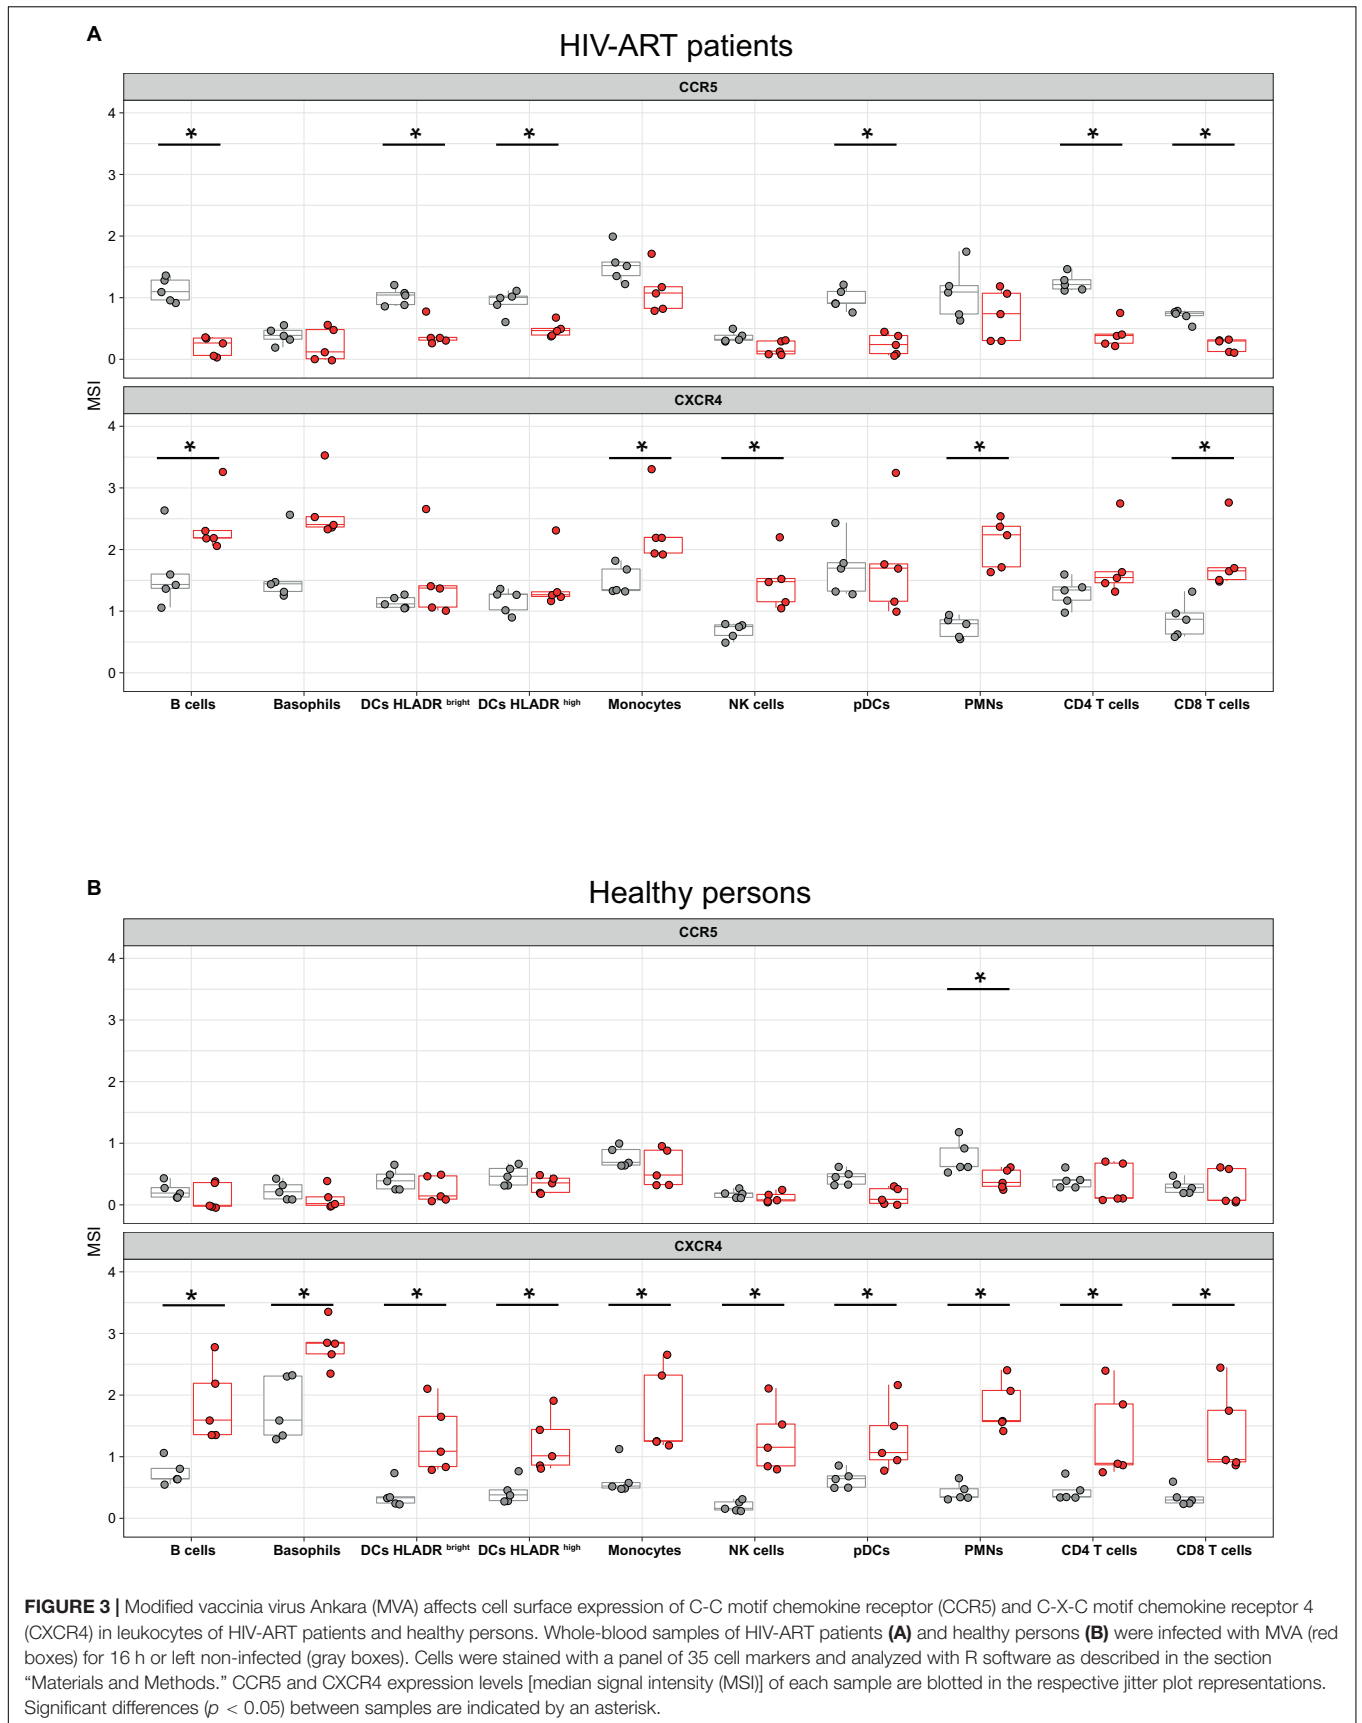 A
HIV-ART patients
CCR5
4
*
*
*
*
*
*
3
2
1
0
MSI
CXCR4
4
*
*
*
*
*
3
2
1
0
B cells Basophils DCs HLADR bright DCs HLADR high Monocytes NK cells pDCs PMNs CD4 T cells CD8 T cells
B
Healthy persons
CCR5
4
*
3
2
1
0
MSI
CXCR4
4
* * * * * * * * * *
3
2
1
0
B cells Basophils DCs HLADR bright DCs HLADR high Monocytes NK cells pDCs PMNs CD4 T cells CD8 T cells
FIGURE 3 | Modified vaccinia virus Ankara (MVA) affects cell surface expression of C-C motif chemokine receptor (CCR5) and C-X-C motif chemokine receptor 4
(CXCR4) in leukocytes of HIV-ART patients and healthy persons. Whole-blood samples of HIV-ART patients (A) and healthy persons (B) were infected with MVA (red
boxes) for 16 h or left non-infected (gray boxes). Cells were stained with a panel of 35 cell markers and analyzed with R software as described in the section
“Materials and Methods.” CCR5 and CXCR4 expression levels [median signal intensity (MSI)] of each sample are blotted in the respective jitter plot representations.
Significant differences (p < 0.05) between samples are indicated by an asterisk.